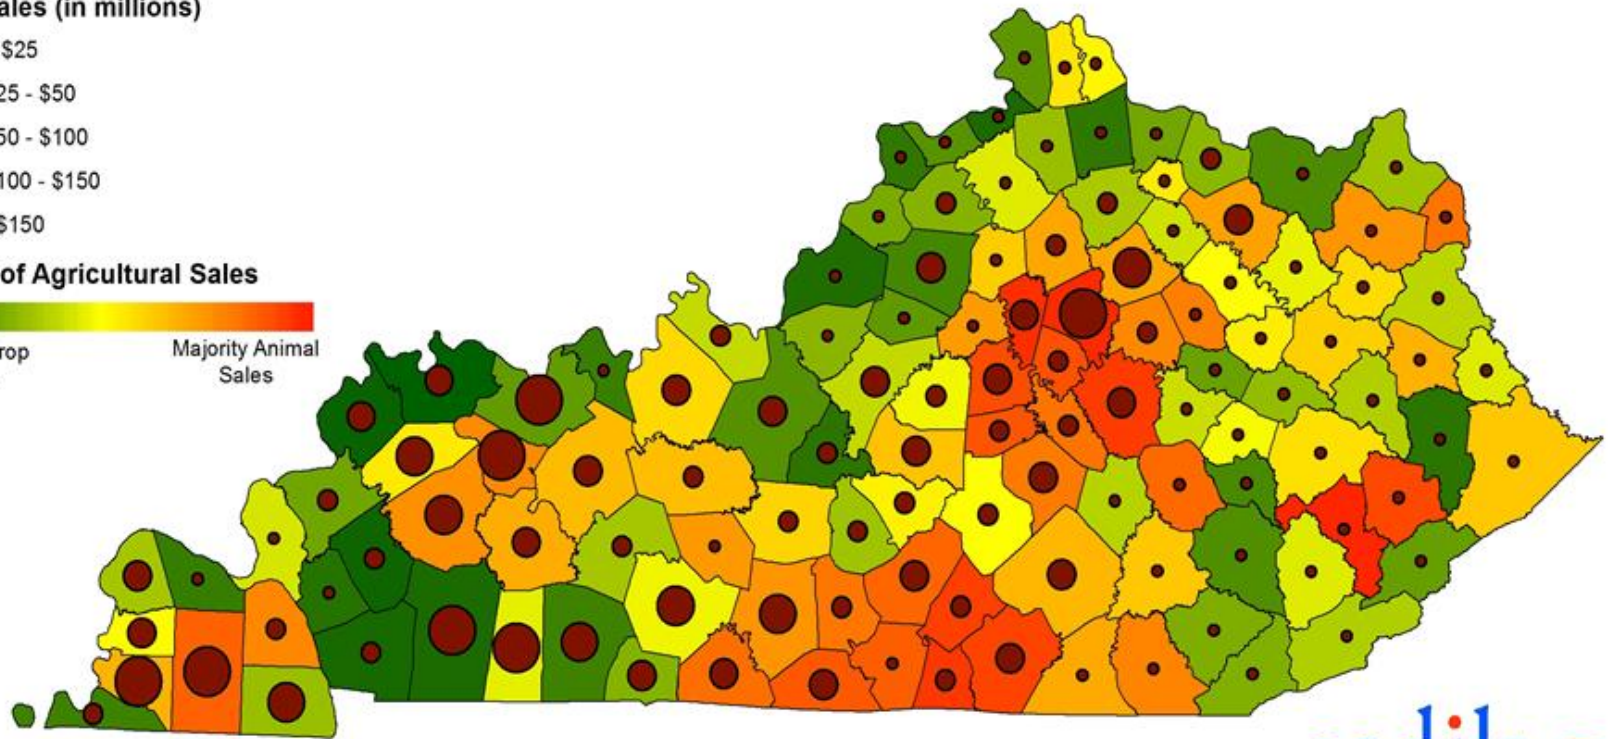 ales (in millions)
$25
25 - $50
50 - $100
100 - $150
$150
of Agricultural Sales
rop
Majority Animal
Sales